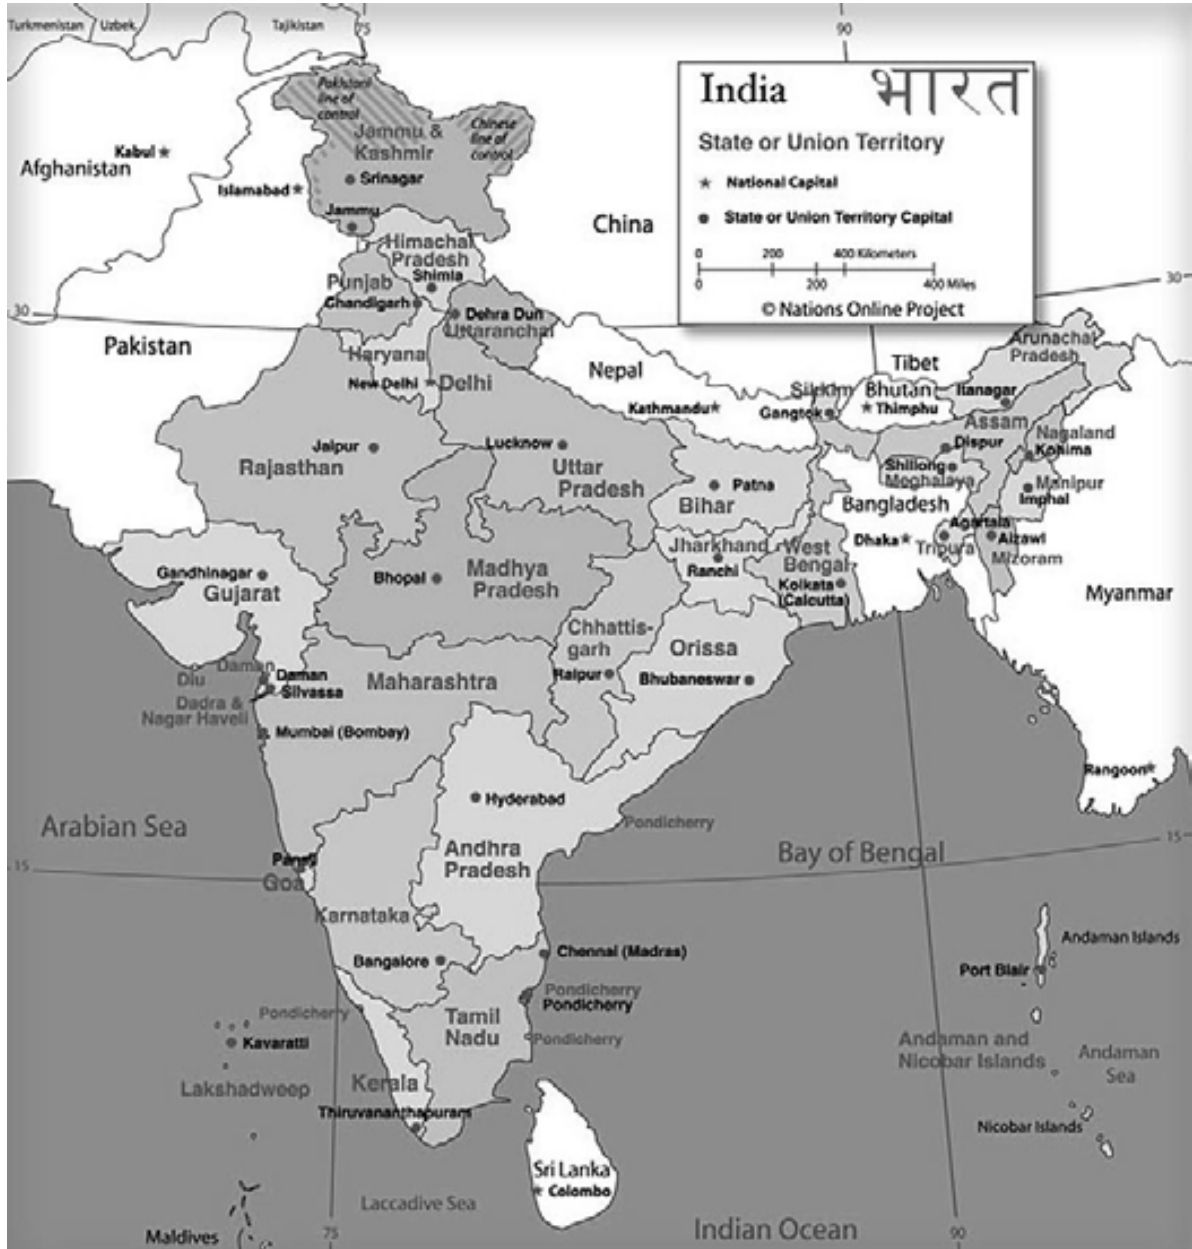 Turkmenistan
Uzbek.
Tajikistan
75
90
India भारत
State or Union Territory
National Capital
State or Union Territory Capital
0 200 400 Kilometers
0 200 400 Miles
© Nations Online Project
Pakistani
line of
control
Chinese
line of
control
Jammu &
Kashmir
Srinagar
Jammu
Kabul
Afghanistan
Islamabad
China
Himachal
Pradesh
Shimla
Punjab
Chandigarh
Dehra Dun
Uttaranchal
30
30
Pakistan
Haryana
New Delhi
Delhi
Nepal
Kathmandu
Tibet
Sikkim
Gangtok
Bhutan
Thimphu
Arunachal
Pradesh
Itanagar
Assam
Dispur
Nagaland
Kohima
Shillong
Meghalaya
Manipur
Imphal
Jaipur
Rajasthan
Lucknow
Uttar
Pradesh
Patna
Bihar
Bangladesh
Dhaka
Agartala
Tripura
Aizawl
Mizoram
Jharkhand
Ranchi
West
Bengal
Kolkata
(Calcutta)
Myanmar
Gandhinagar
Gujarat
Bhopal
Madhya
Pradesh
Chhattis-
garh
Raipur
Orissa
Bhubaneswar
Daman
Diu
Daman
Silvassa
Dadra &
Nagar Haveli
Maharashtra
Mumbai (Bombay)
Rangoon
Hyderabad
Arabian Sea
Pondicherry
Bay of Bengal
15
15
Andhra
Pradesh
Panaji
Goa
Karnataka
Bangalore
Chennai (Madras)
Andaman Islands
Port Blair
Pondicherry
Pondicherry
Pondicherry
Tamil
Nadu
Pondicherry
Kavaratti
Lakshadweep
Kerala
Thiruvananthapuram
Andaman and
Nicobar Islands
Andaman
Sea
Nicobar Islands
Sri Lanka
Colombo
Laccadive Sea
Maldives
75
Indian Ocean
90